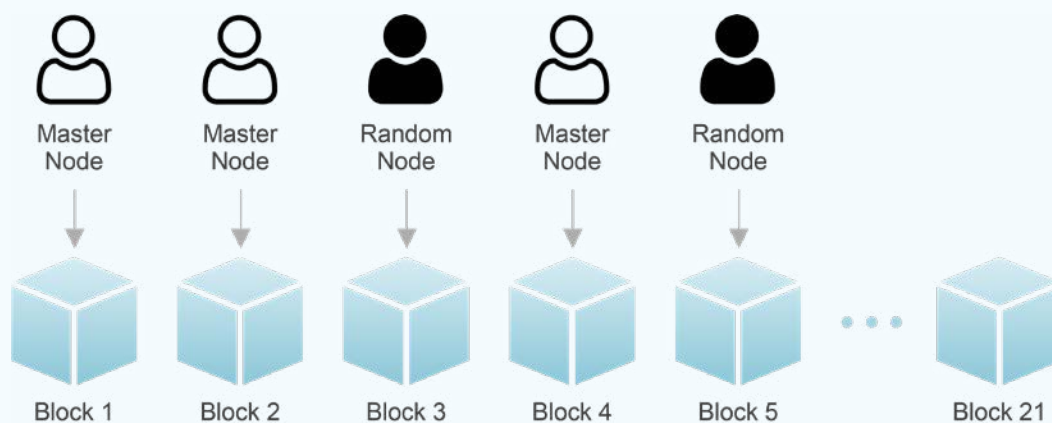 Master
Node
Master
Node
Random
Node
Master
Node
Random
Node
Block 1
Block 2
Block 3
Block 4
Block 5
Block 21